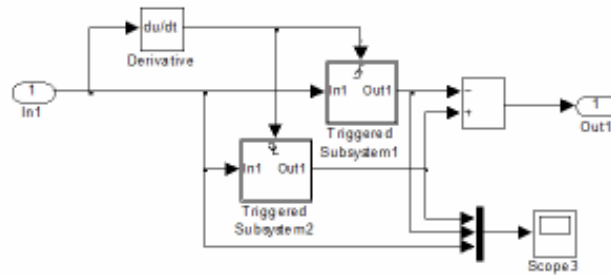 du/dt
Derivative
1
In1
In1 Out1
Triggered
Subsystem1
−
+
1
Out1
In1 Out1
Triggered
Subsystem2
Scope3